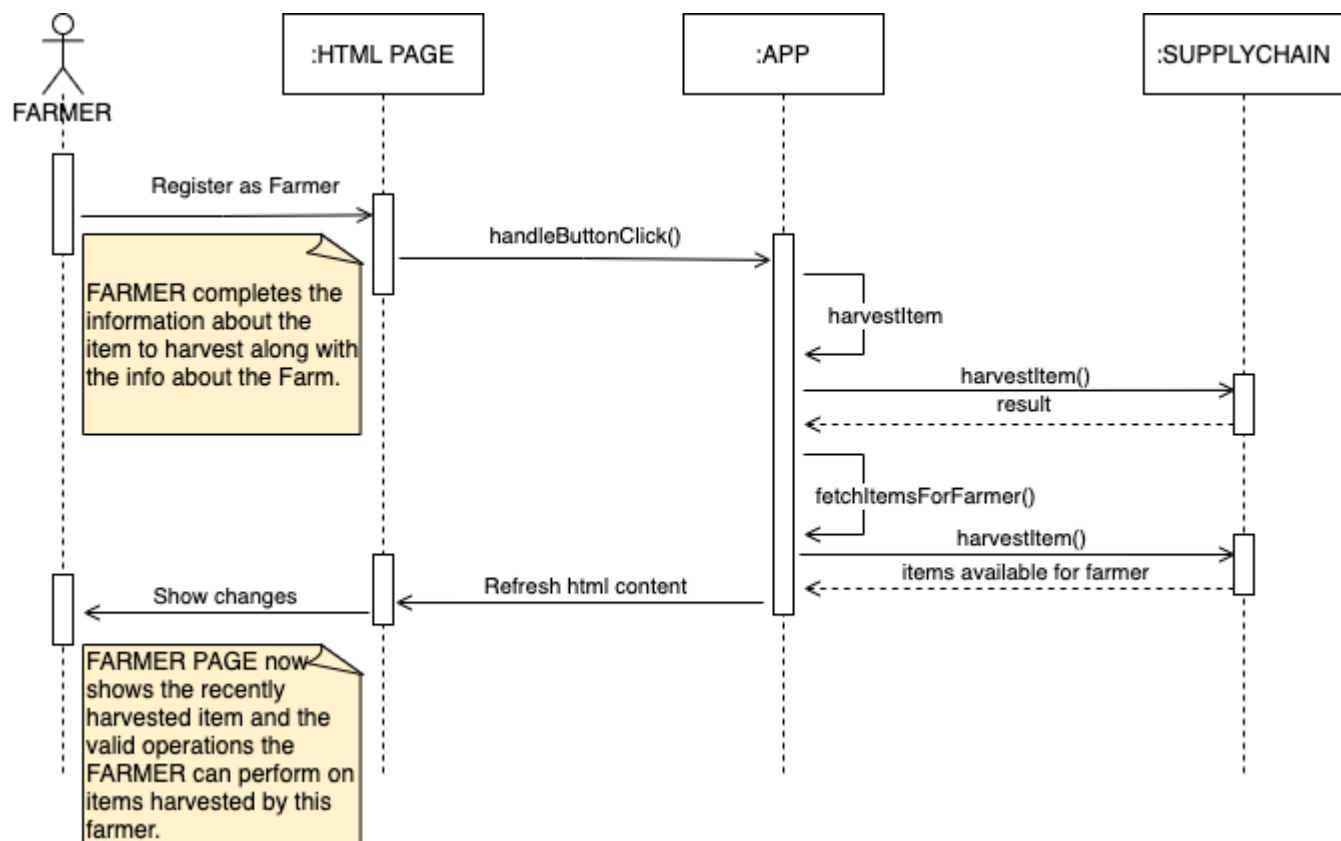 FARMER
:HTML PAGE
:APP
:SUPPLYCHAIN
Register as Farmer
handleButtonClick()
FARMER completes the
information about the
item to harvest along with
the info about the Farm.
harvestItem
harvestItem()
result
fetchItemsForFarmer()
harvestItem()
items available for farmer
Refresh html content
Show changes
FARMER PAGE now
shows the recently
harvested item and the
valid operations the
FARMER can perform on
items harvested by this
farmer.